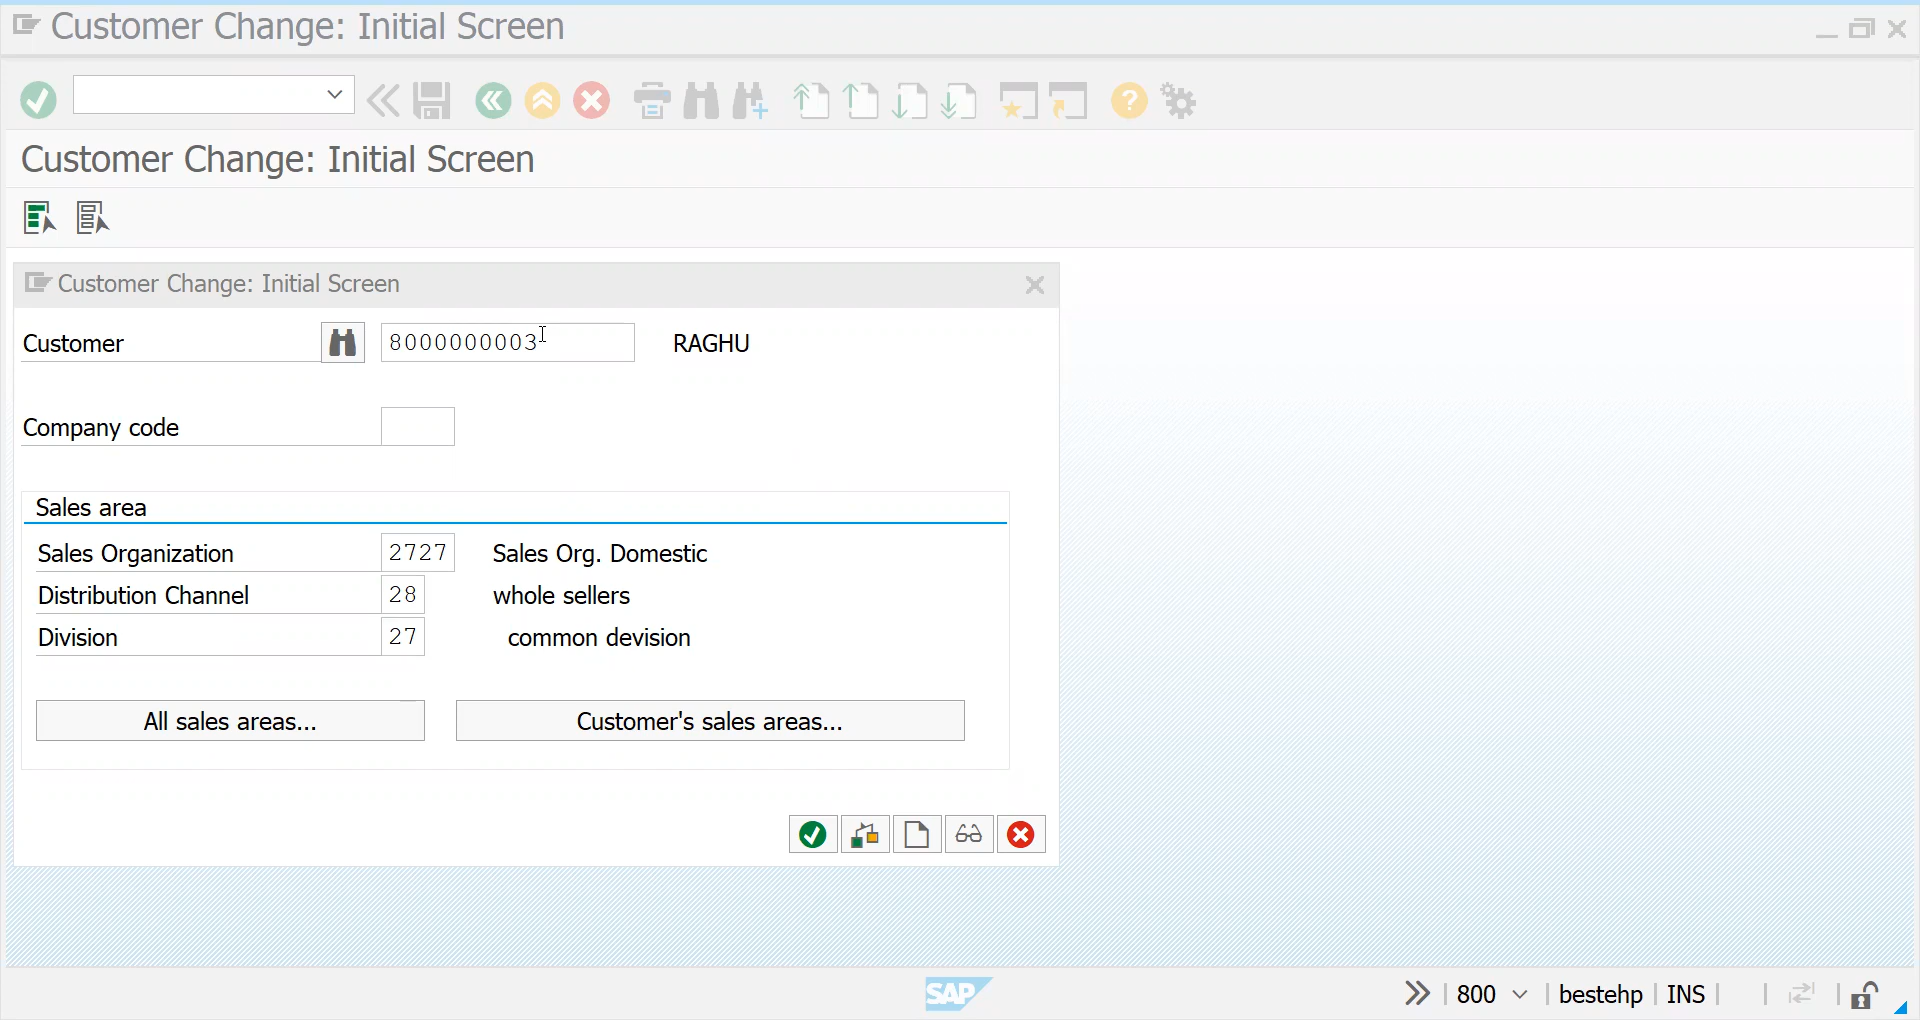 Customer Change: Initial Screen
Customer Change: Initial Screen
Customer Change: Initial Screen
Customer 8000000003 RAGHU
Company code
Sales area
Sales Organization 2727 Sales Org. Domestic
Distribution Channel 28 whole sellers
Division 27 common devision
All sales areas... Customer's sales areas...
SAP 800 bestehp INS